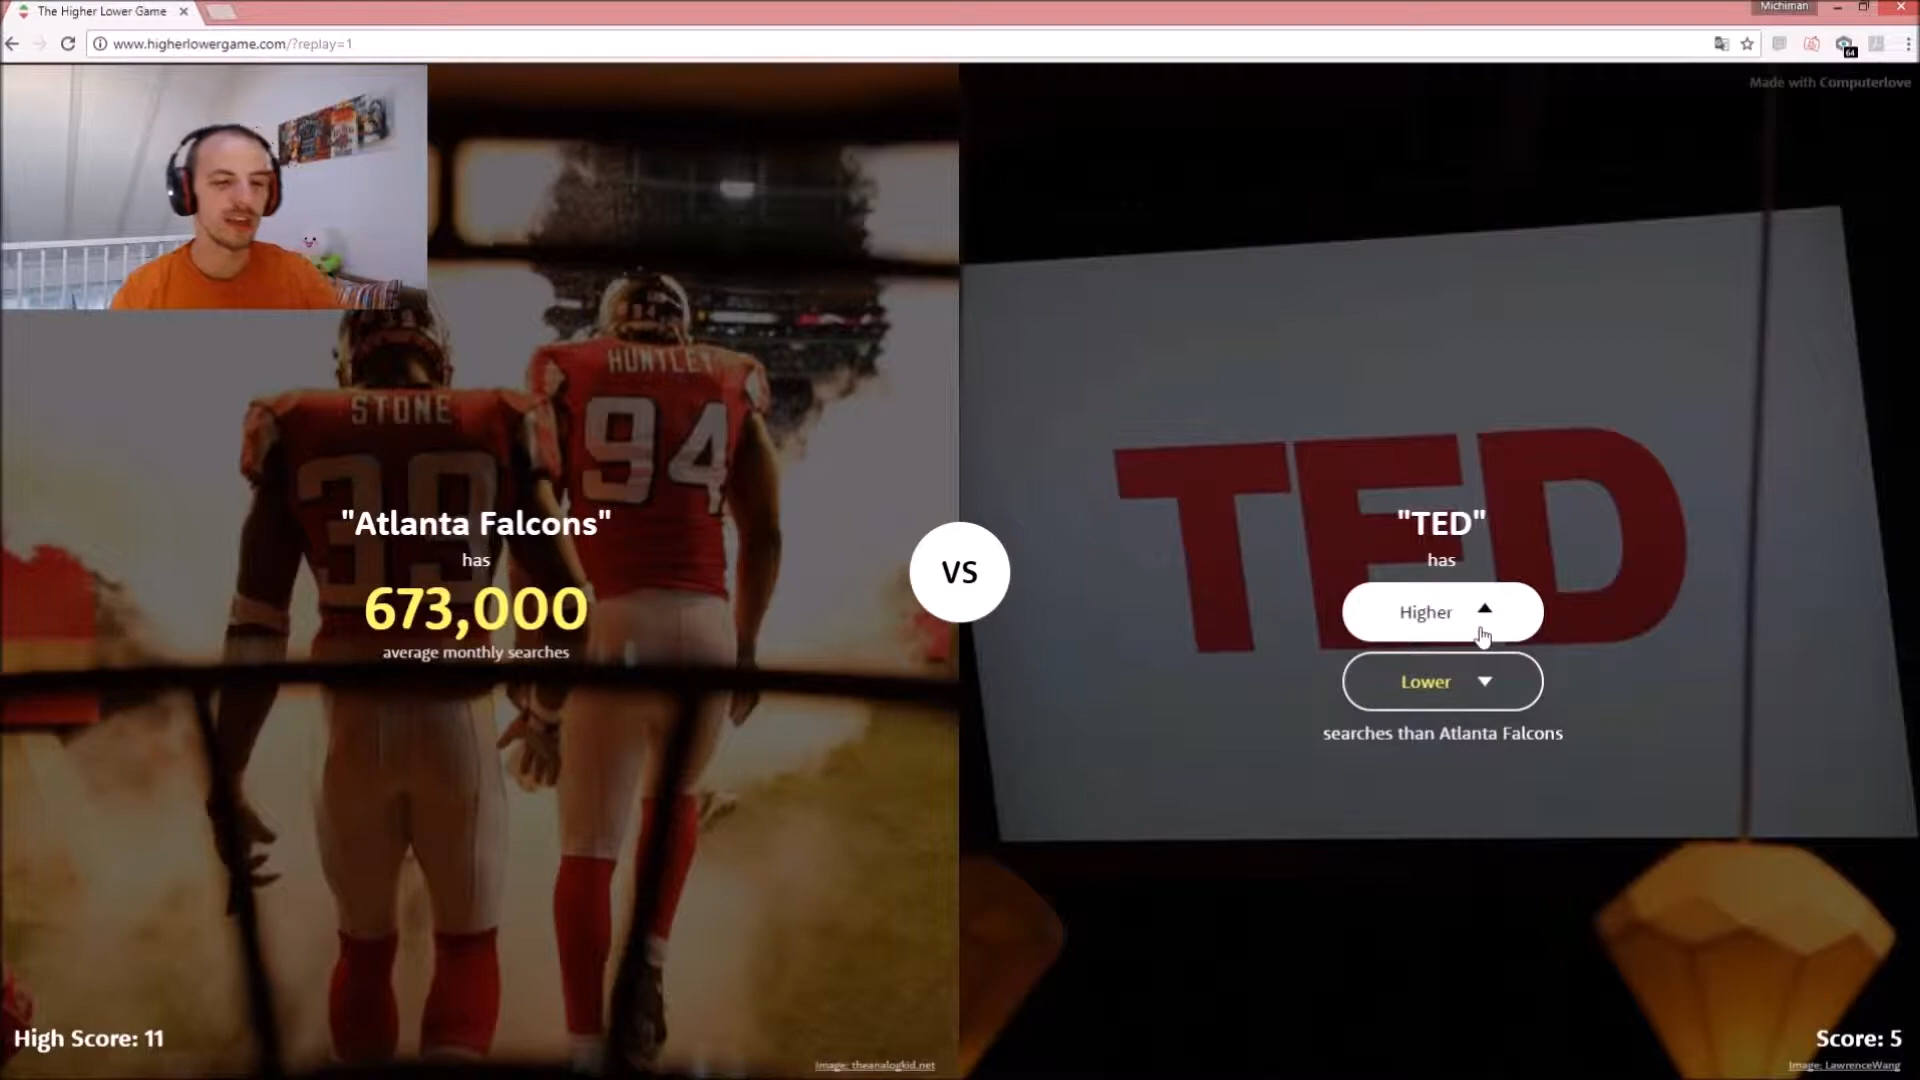 The Higher Lower Game
Michiman
www.higherlowergame.com/?replay=1
64
Made with Computerlove
STONE
39
HUNTLEY
94
TED
"Atlanta Falcons"
has
673,000
average monthly searches
VS
"TED"
has
Higher
Lower
searches than Atlanta Falcons
High Score: 11
Score: 5
Image: theanalogkid.net
Image: LawrenceWang